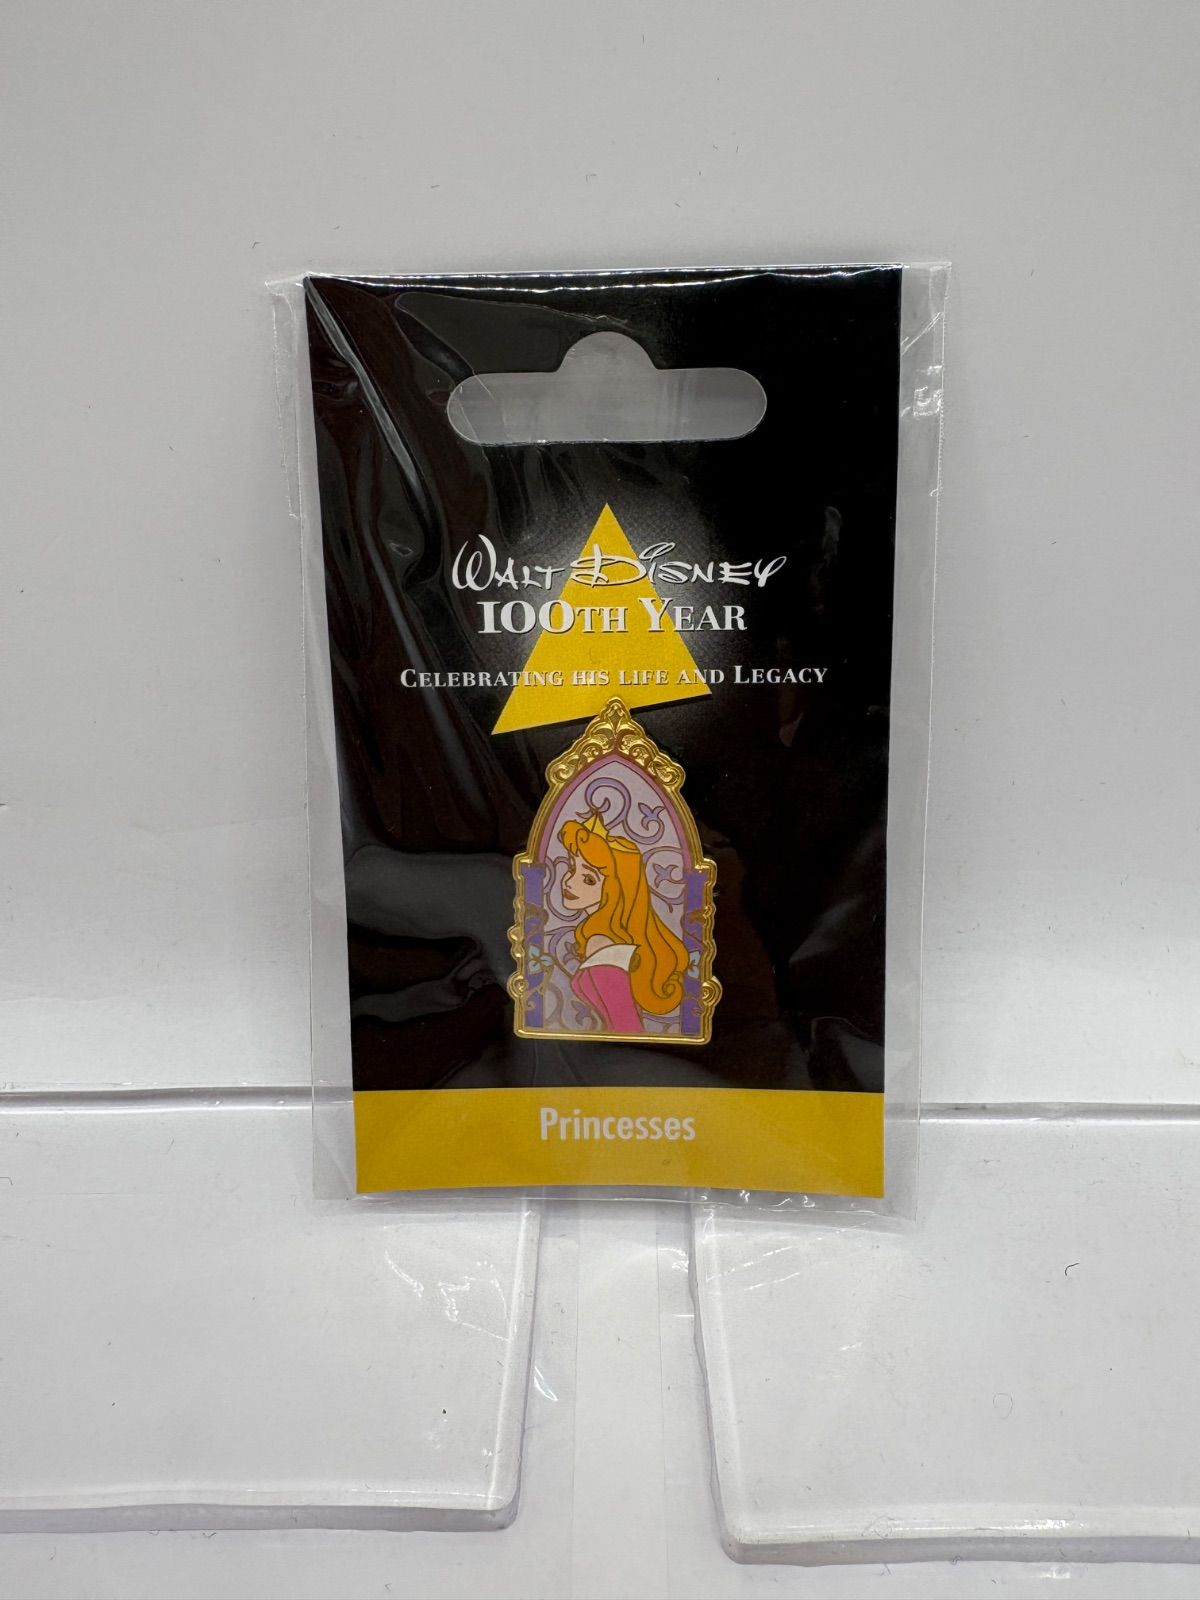 Walt Disney
100th Year
Celebrating his life and Legacy
Princesses